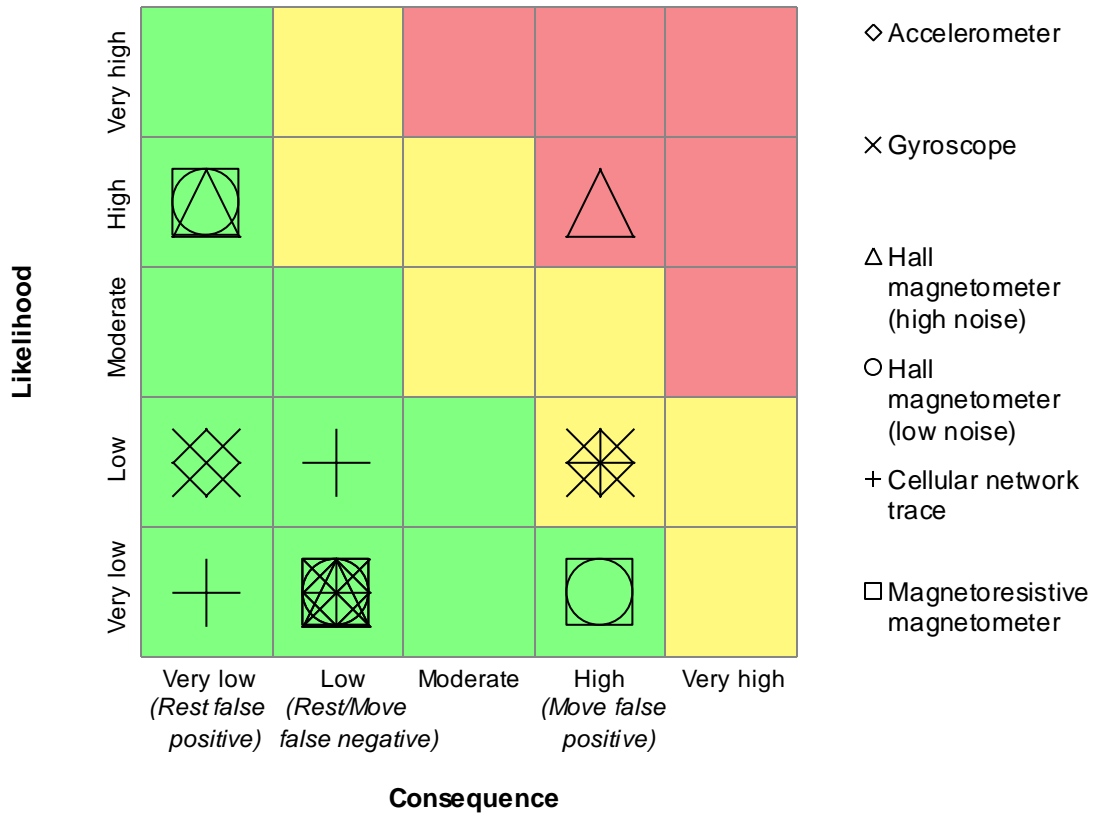 Likelihood
Very high
High
Moderate
Low
Very low
Very low
(Rest false
positive)
Low
(Rest/Move
false negative)
Moderate
High
(Move false
positive)
Very high
Consequence
Accelerometer
Gyroscope
Hall
magnetometer
(high noise)
Hall
magnetometer
(low noise)
Cellular network
trace
Magnetoresistive
magnetometer